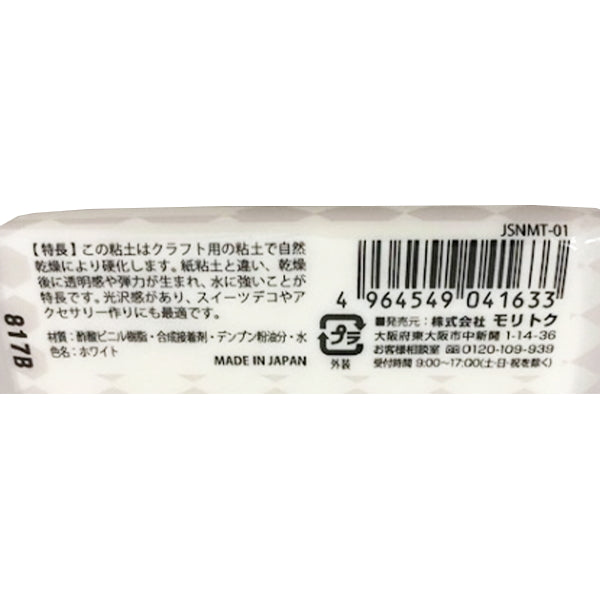 JSNMT-01
【特長】この粘土はクラフト用の粘土で自然
乾燥により硬化します。紙粘土と違い、乾燥
後に透明感や弾力が生まれ、水に強いことが
特長です。光沢感があり、スイーツデコやア
クセサリー作りにも最適です。
材質：酢酸ビニル樹脂・合成接着剤・デンプン粉油分・水
色名：ホワイト
MADE IN JAPAN
817B
4 964549 041633
プラ
外装
■発売元：株式会社 モリトク
大阪府東大阪市中新開 1-14-36
お客様相談室 0120-109-939
受付時間 9:00〜17:00(土・日・祝を除く)